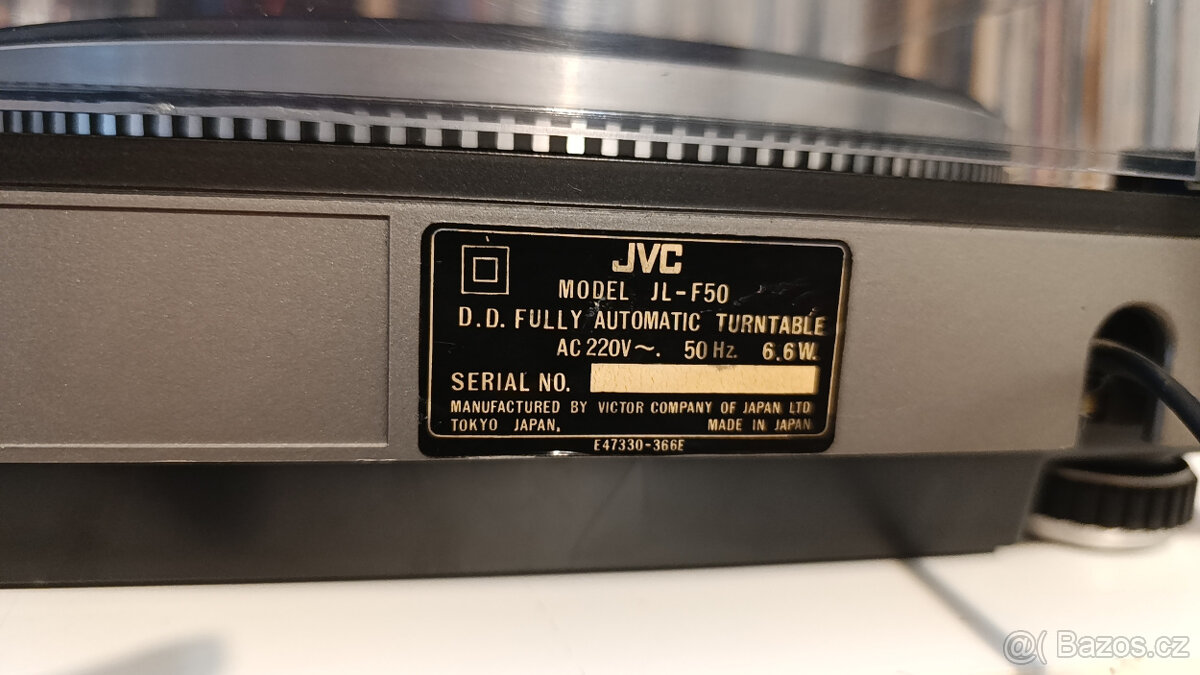 JVC
MODEL JL-F50
D.D. FULLY AUTOMATIC TURNTABLE
AC 220V~. 50 Hz. 6.6W.
SERIAL NO.
MANUFACTURED BY VICTOR COMPANY OF JAPAN LTD
TOKYO JAPAN. MADE IN JAPAN
E47330-366E
@( Bazos.cz